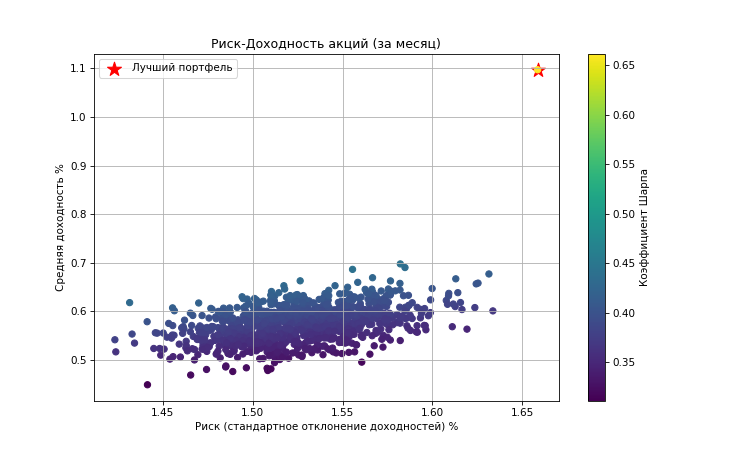 Риск-Доходность акций (за месяц)
Лучший портфель
1.1
1.0
0.9
0.8
0.7
0.6
0.5
Средняя доходность %
1.45 1.50 1.55 1.60 1.65
Риск (стандартное отклонение доходностей) %
0.65
0.60
0.55
0.50
0.45
0.40
0.35
Коэффициент Шарпа